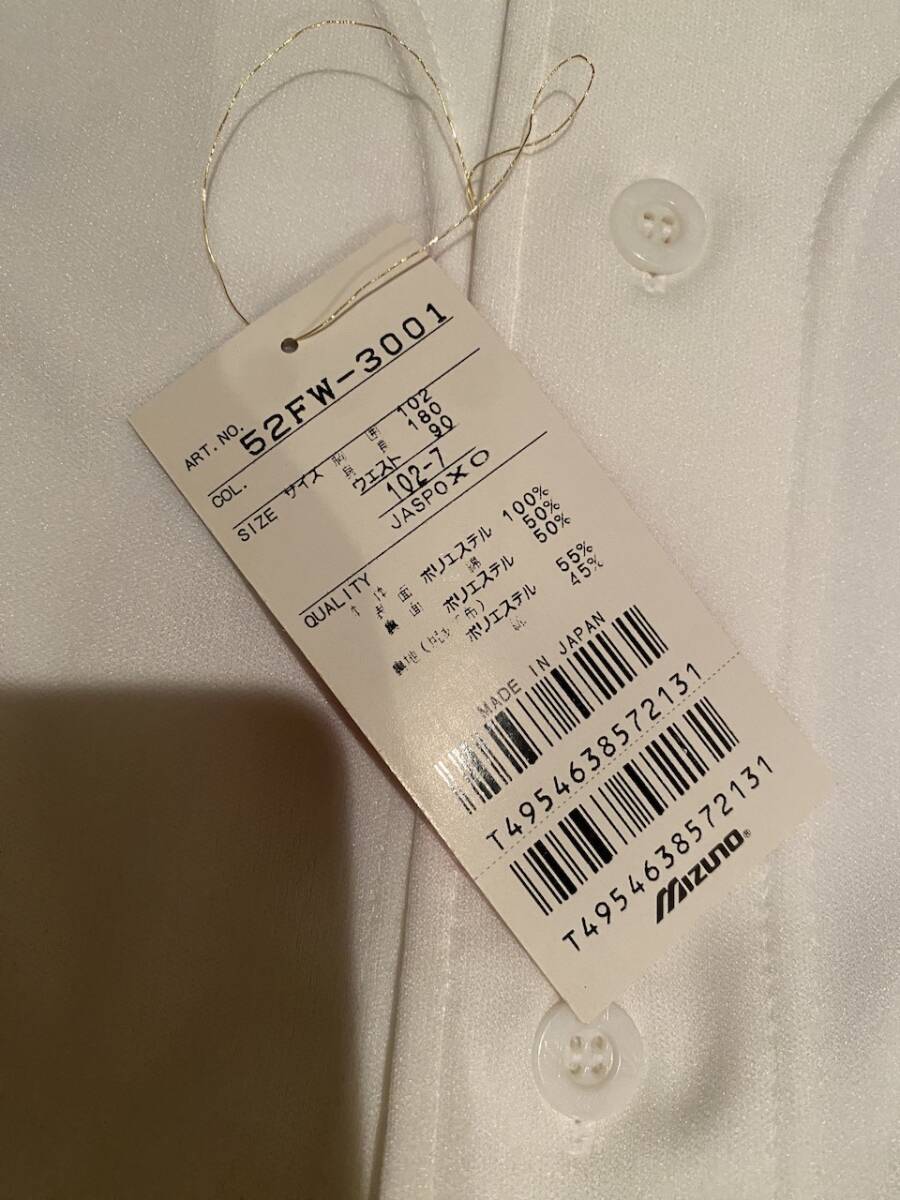 ART. NO. 52FW-3001
COL.
SIZE サイズ 胸囲 102
身長 180
ウエスト 90
102-7
JASPO XO
QUALITY
面 ポリエステル 100%
面 綿 50%
ポリエステル 50%
ポリエステル 55%
45%
MADE IN JAPAN
T4954638572131
T4954638572131
MIZUNO®